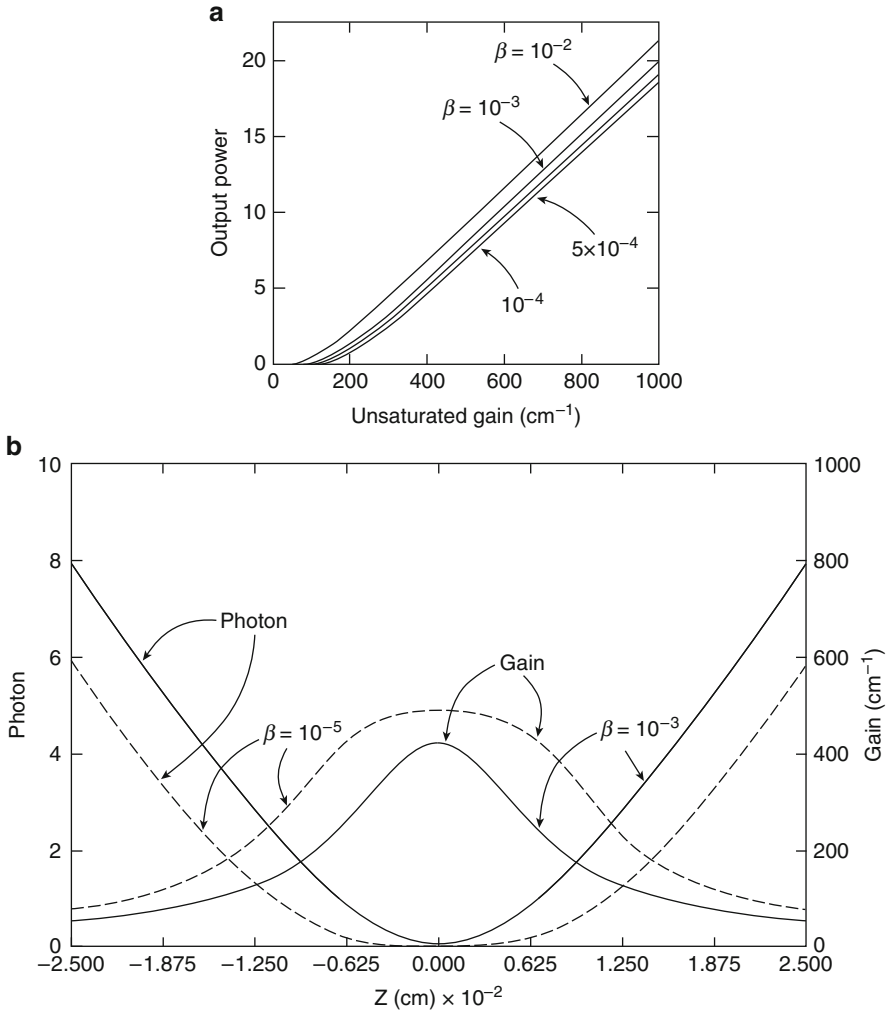 a
20
15
10
5
0
Output power
β = 10⁻²
β = 10⁻³
5×10⁻⁴
10⁻⁴
0 200 400 600 800 1000
Unsaturated gain (cm⁻¹)
b
10
8
6
4
2
0
Photon
1000
800
600
400
200
0
Gain (cm⁻¹)
Photon
Gain
β = 10⁻⁵
β = 10⁻³
−2.500 −1.875 −1.250 −0.625 0.000 0.625 1.250 1.875 2.500
Z (cm) × 10⁻²